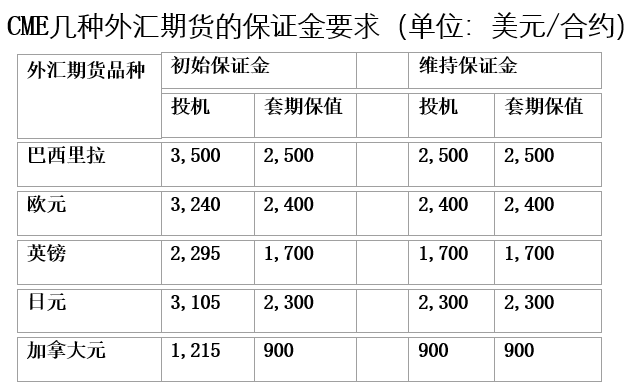 CME几种外汇期货的保证金要求（单位：美元/合约）
外汇期货品种 初始保证金 维持保证金
投机 套期保值 投机 套期保值
巴西里拉 3,500 2,500 2,500 2,500
欧元 3,240 2,400 2,400 2,400
英镑 2,295 1,700 1,700 1,700
日元 3,105 2,300 2,300 2,300
加拿大元 1,215 900 900 900